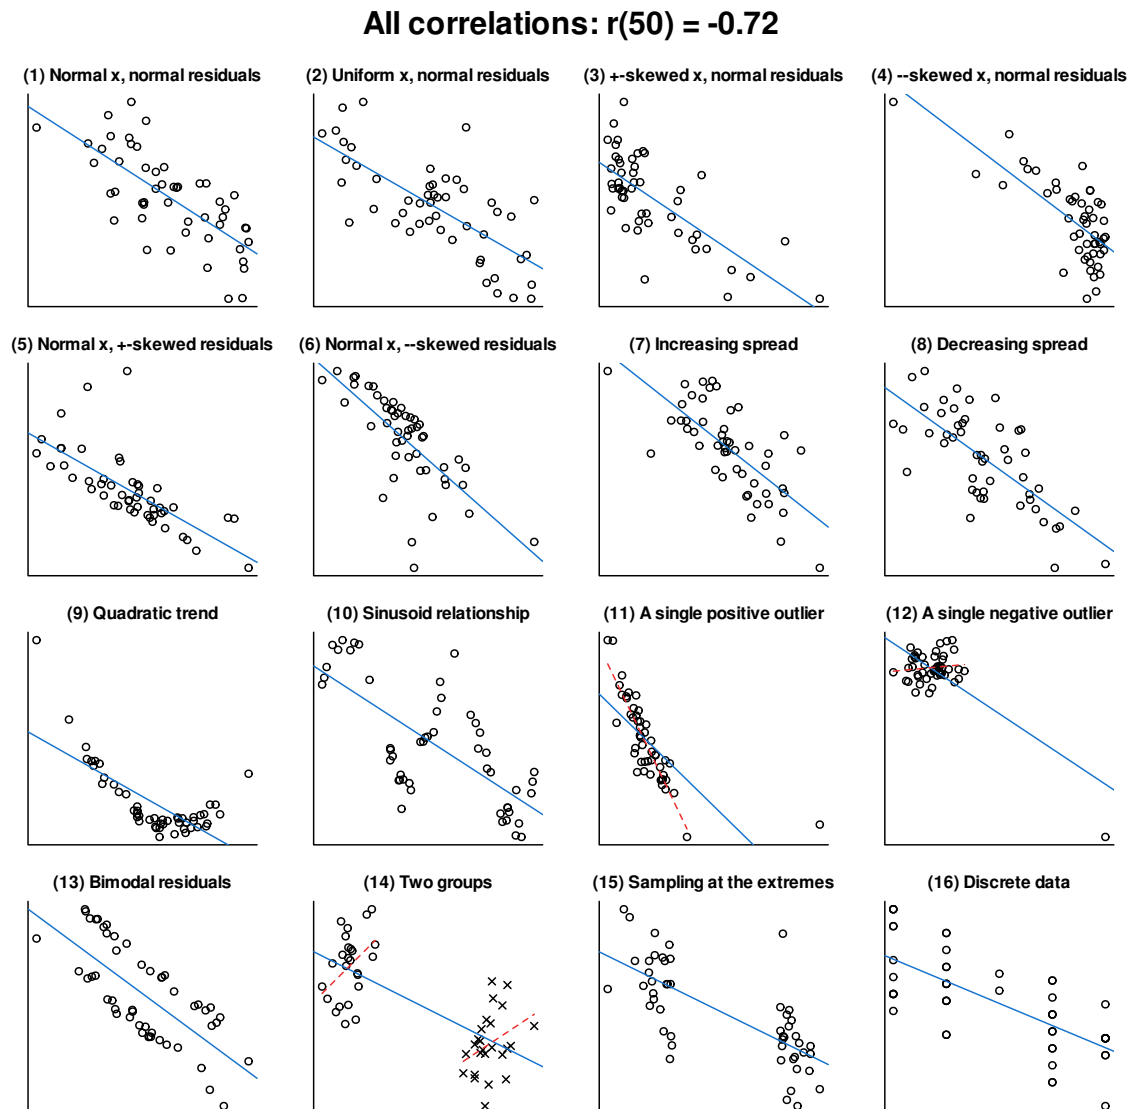 All correlations: r(50) = -0.72
(1) Normal x, normal residuals
(2) Uniform x, normal residuals
(3) +-skewed x, normal residuals
(4) --skewed x, normal residuals
(5) Normal x, +-skewed residuals
(6) Normal x, --skewed residuals
(7) Increasing spread
(8) Decreasing spread
(9) Quadratic trend
(10) Sinusoid relationship
(11) A single positive outlier
(12) A single negative outlier
(13) Bimodal residuals
(14) Two groups
(15) Sampling at the extremes
(16) Discrete data